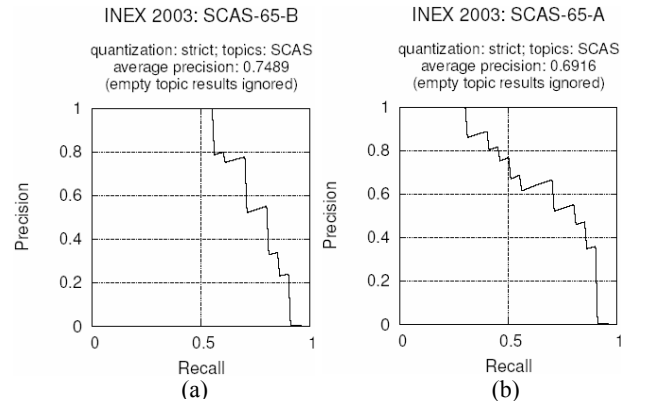 INEX 2003: SCAS-65-B
quantization: strict; topics: SCAS
average precision: 0.7489
(empty topic results ignored)
1
0.8
0.6
0.4
0.2
0
Precision
0
0.5
1
Recall
(a)
INEX 2003: SCAS-65-A
quantization: strict; topics: SCAS
average precision: 0.6916
(empty topic results ignored)
1
0.8
0.6
0.4
0.2
0
Precision
0
0.5
1
Recall
(b)